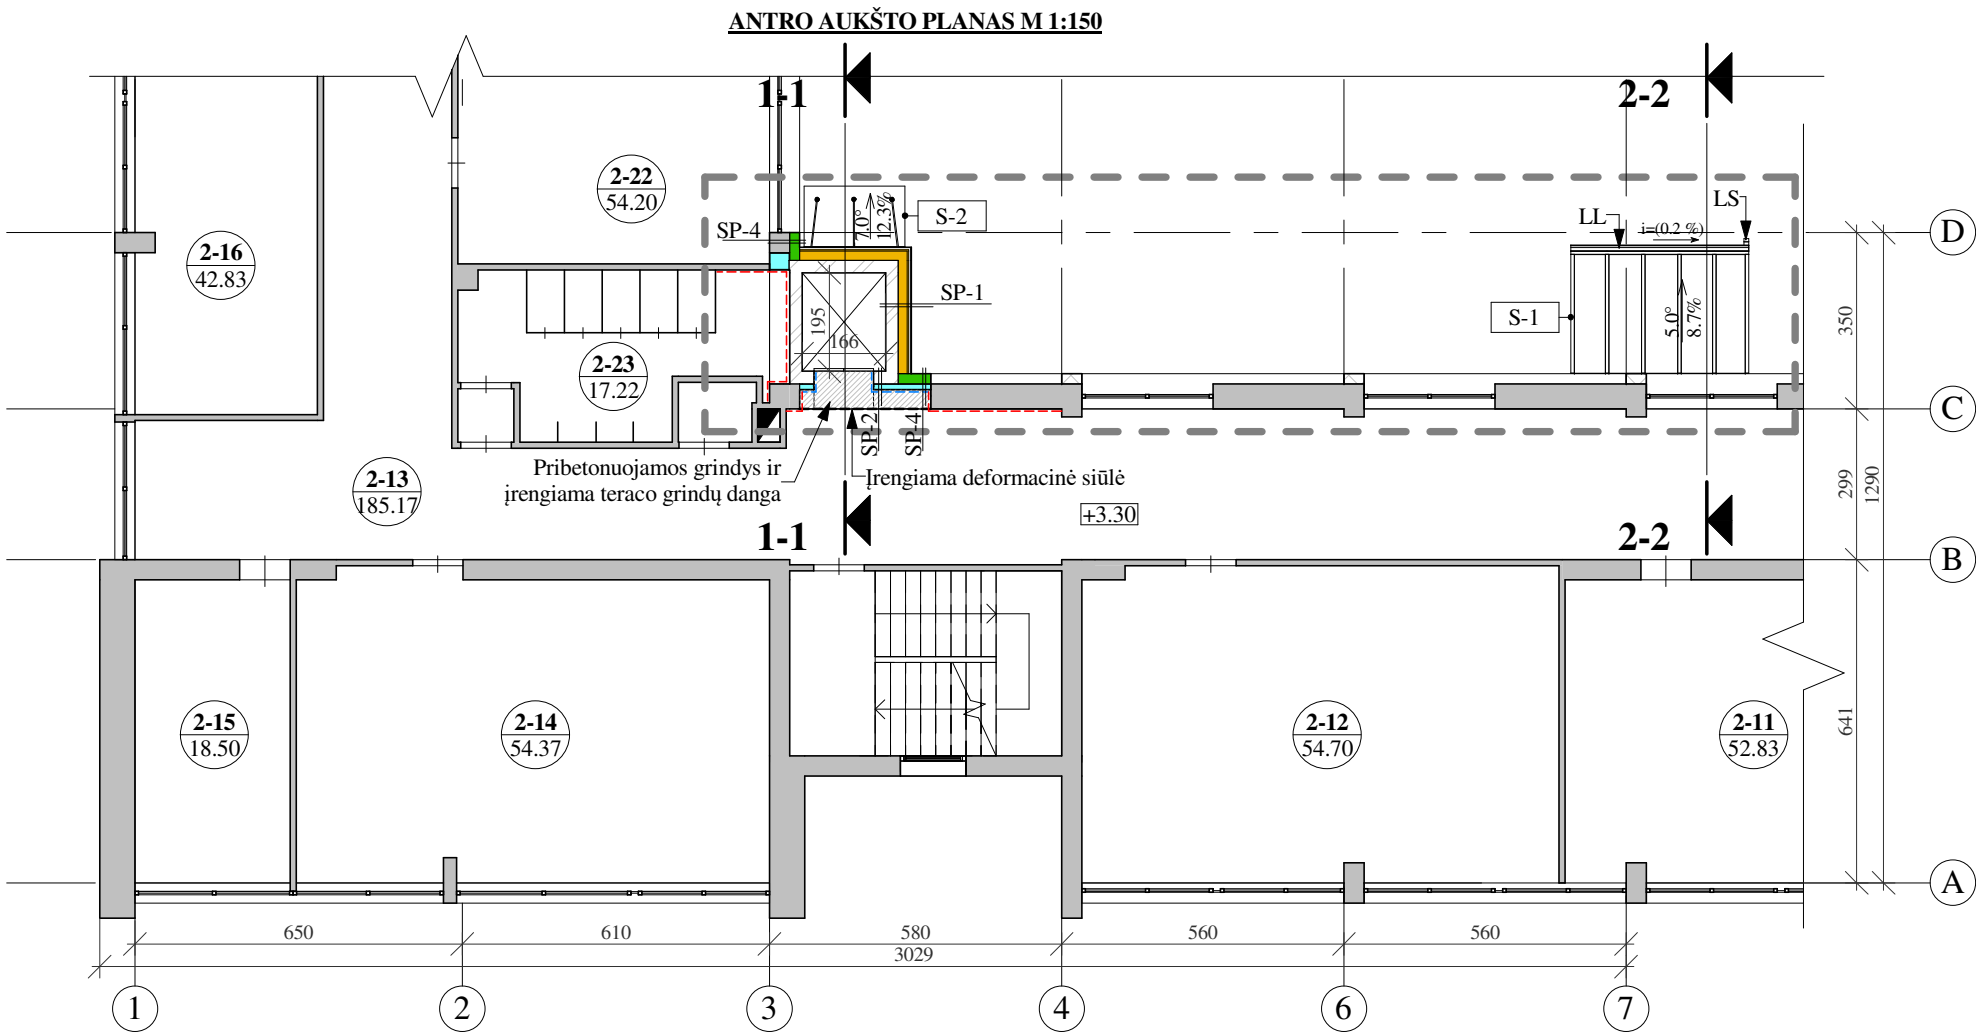 ANTRO AUKŠTO PLANAS M 1:150
1-1
2-2
2-22
54.20
S-2
7.0°
12.3%
SP-4
LL
LS
i=(0.2 %)
D
2-16
42.83
SP-1
195
166
S-1
5.0°
8.7%
350
2-23
17.22
C
SP-2
SP-4
Pribetonuojamos grindys ir
įrengiama teraco grindų danga
Įrengiama deformacinė siūlė
2-13
185.17
+3.30
299
1290
1-1
2-2
B
2-15
18.50
2-14
54.37
2-12
54.70
2-11
52.83
641
A
650
610
580
560
560
3029
1
2
3
4
6
7